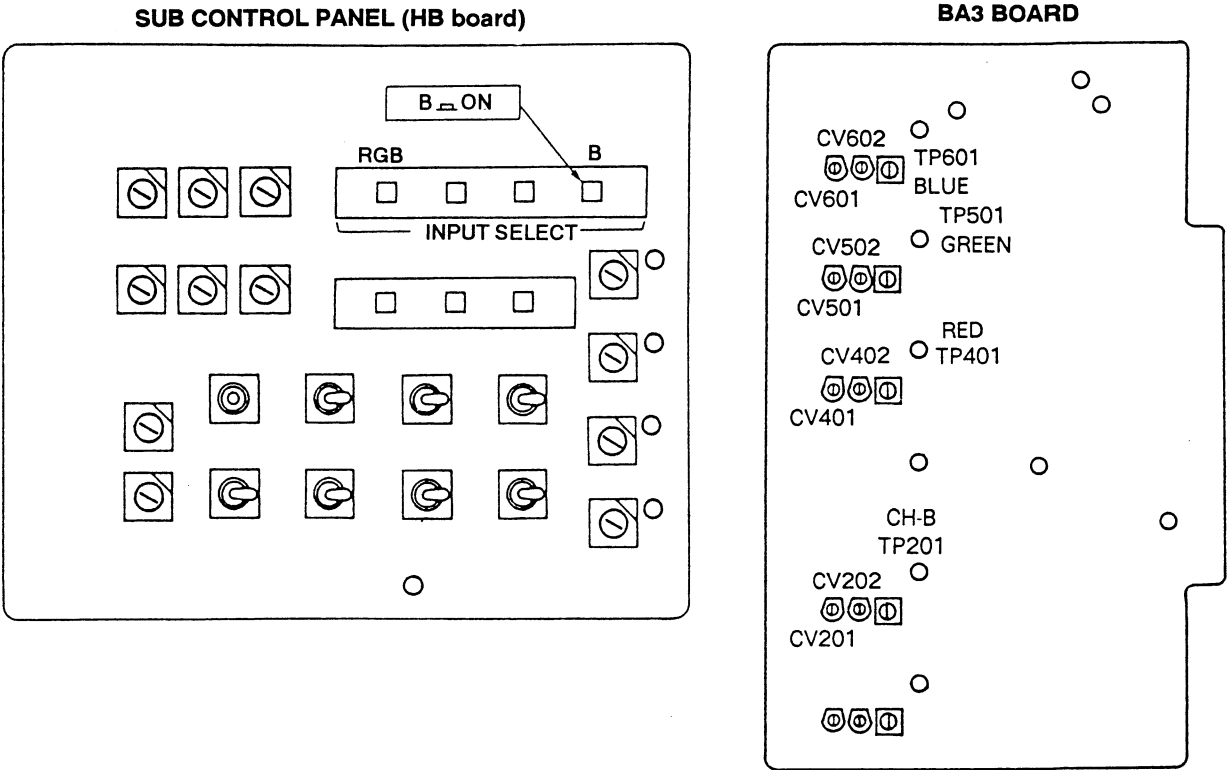 SUB CONTROL PANEL (HB board)
B ON
RGB
B
INPUT SELECT
BA3 BOARD
CV602
TP601
BLUE
CV601
TP501
GREEN
CV502
CV501
RED
TP401
CV402
CV401
CH-B
TP201
CV202
CV201